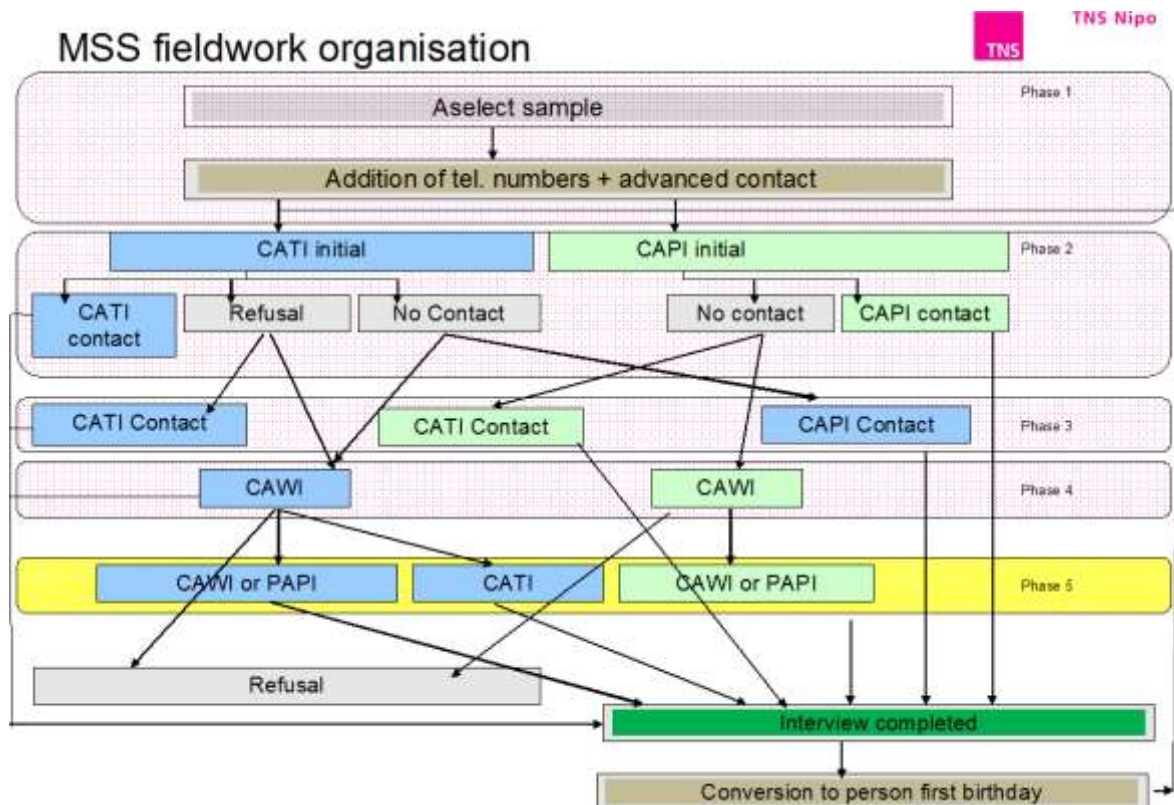 TNS Nipo
MSS fieldwork organisation
TNS
Phase 1
Aselect sample
Addition of tel. numbers + advanced contact
CATI initial
CAPI initial
Phase 2
CATI
contact
Refusal
No Contact
No contact
CAPI contact
CATI Contact
CATI Contact
CAPI Contact
Phase 3
CAWI
CAWI
Phase 4
CAWI or PAPI
CATI
CAWI or PAPI
Phase 5
Refusal
Interview completed
Conversion to person first birthday